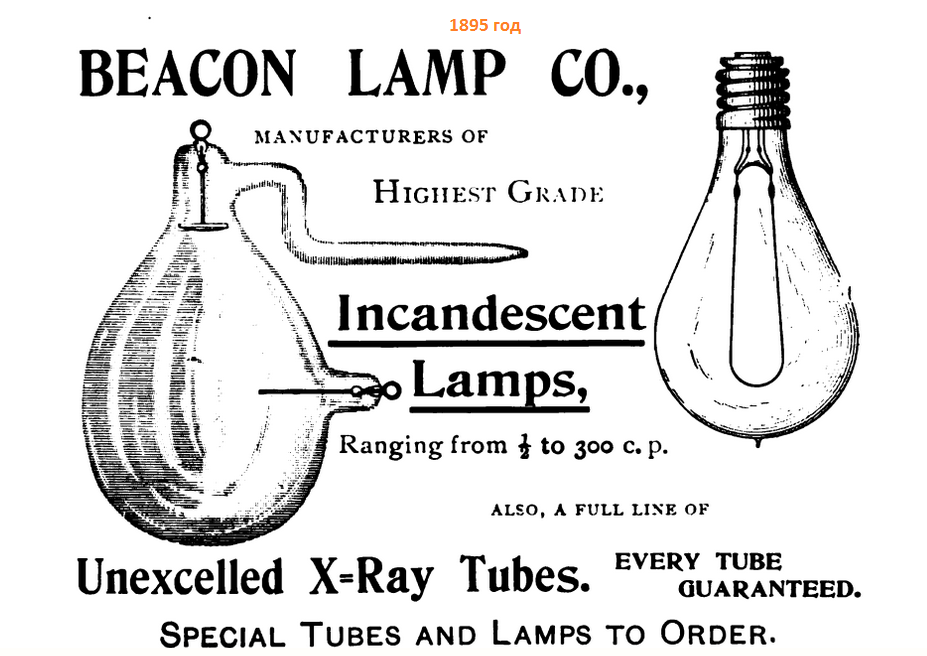 1895 год
BEACON LAMP CO.,
MANUFACTURERS OF
HIGHEST GRADE
Incandescent
Lamps,
Ranging from ½ to 300 c. p.
ALSO, A FULL LINE OF
Unexcelled X-Ray Tubes.
EVERY TUBE
GUARANTEED.
SPECIAL TUBES AND LAMPS TO ORDER.